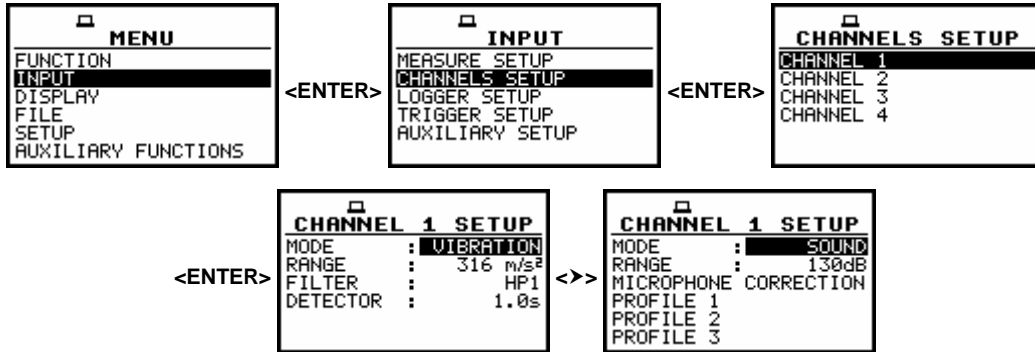 MENU
FUNCTION
INPUT
DISPLAY
FILE
SETUP
AUXILIARY FUNCTIONS
<ENTER>
INPUT
MEASURE SETUP
CHANNELS SETUP
LOGGER SETUP
TRIGGER SETUP
AUXILIARY SETUP
<ENTER>
CHANNELS SETUP
CHANNEL 1
CHANNEL 2
CHANNEL 3
CHANNEL 4
<ENTER>
CHANNEL 1 SETUP
MODE : VIBRATION
RANGE : 316 m/s²
FILTER : HP1
DETECTOR : 1.0s
<➤>
CHANNEL 1 SETUP
MODE : SOUND
RANGE : 130dB
MICROPHONE CORRECTION
PROFILE 1
PROFILE 2
PROFILE 3